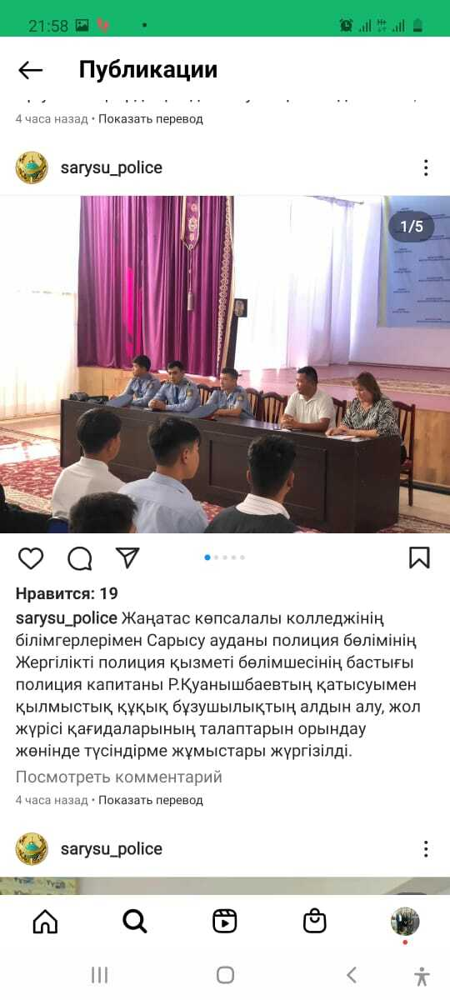 21:58
Публикации
4 часа назад • Показать перевод
sarysu_police
1/5
Нравится: 19
sarysu_police Жаңатас көпсалалы колледжінің
білімгерлерімен Сарысу ауданы полиция бөлімінің
Жергілікті полиция қызметі бөлімшесінің бастығы
полиция капитаны Р.Қуанышбаевтың қатысуымен
қылмыстық құқық бұзушылықтың алдын алу, жол
жүрісі қағидаларының талаптарын орындау
жөнінде түсіндірме жұмыстары жүргізілді.
Посмотреть комментарий
4 часа назад • Показать перевод
sarysu_police